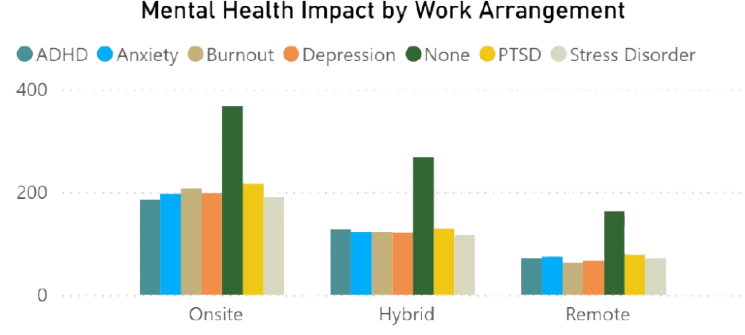 Mental Health Impact by Work Arrangement
ADHD Anxiety Burnout Depression None PTSD Stress Disorder
400
200
0
Onsite Hybrid Remote